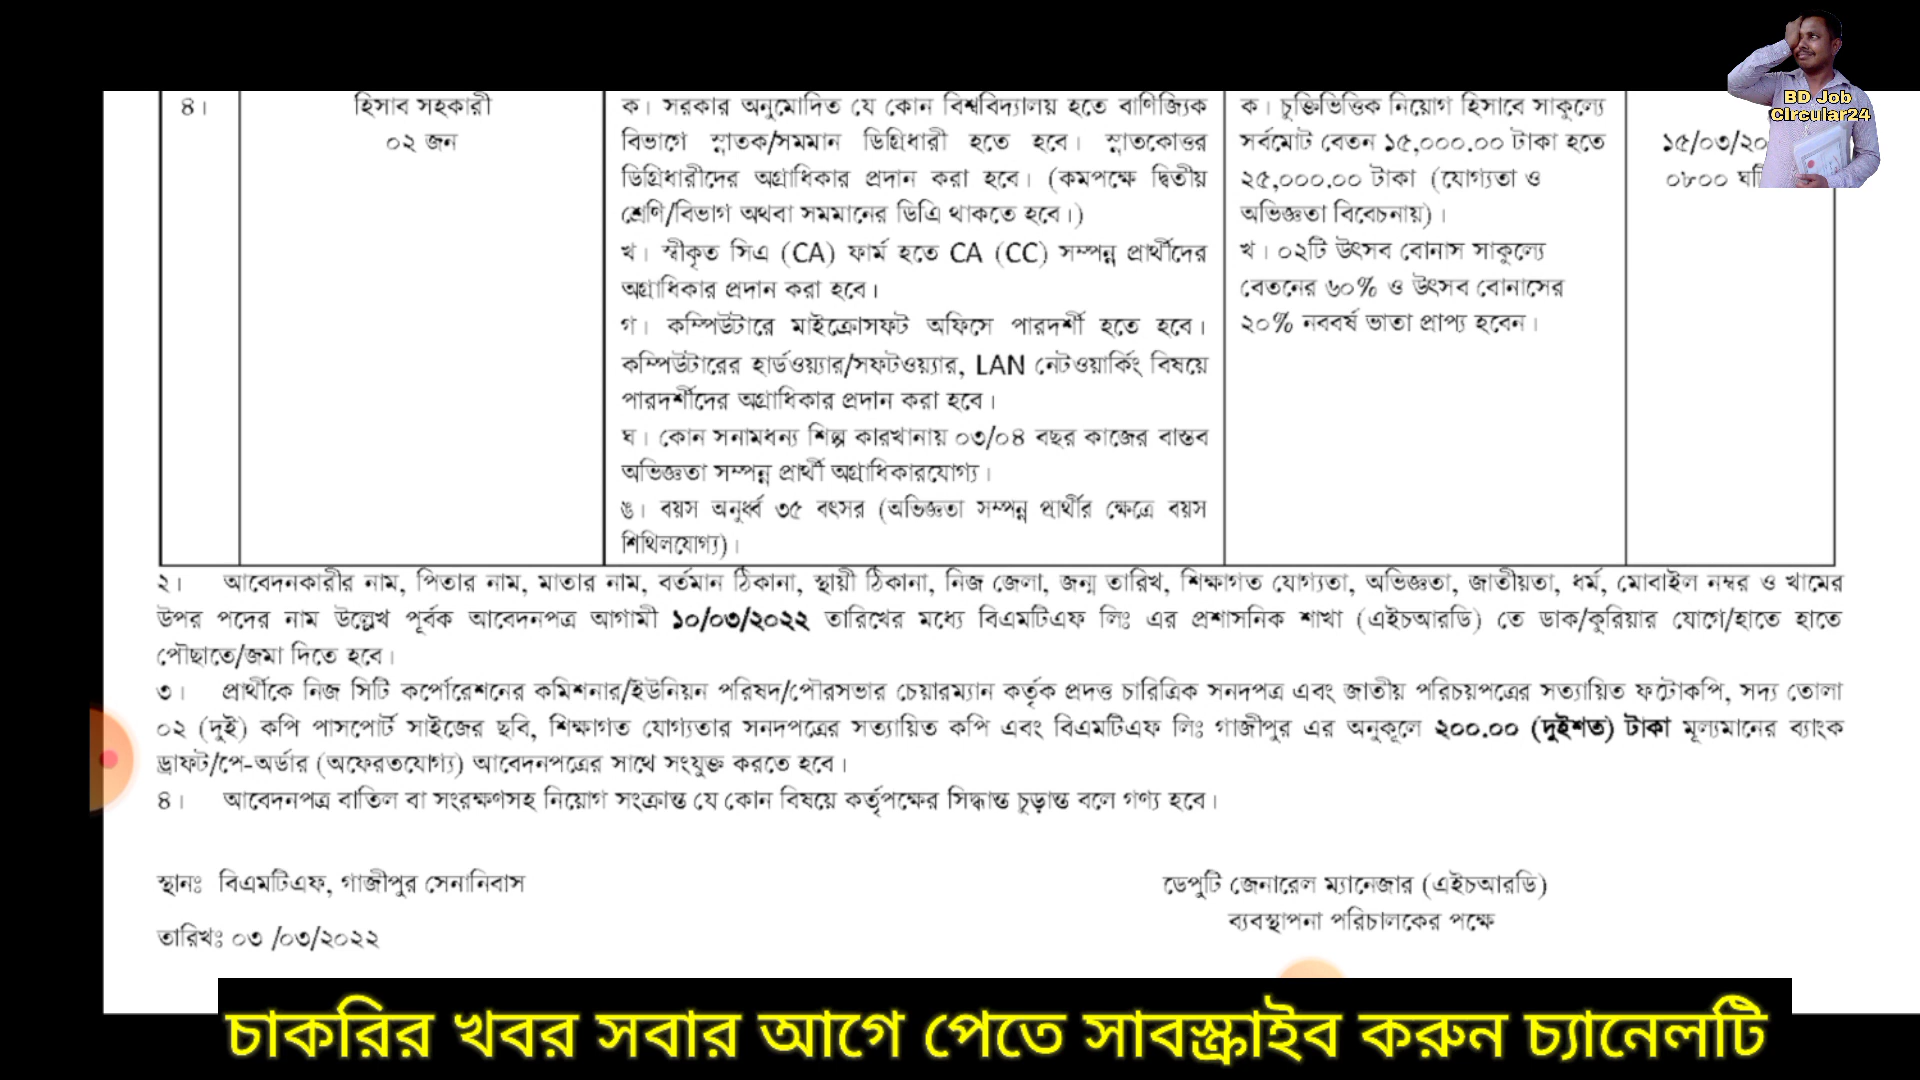 BD Job
Circular24
৪।
হিসাব সহকারী
০২ জন
ক। সরকার অনুমোদিত যে কোন বিশ্ববিদ্যালয় হতে বাণিজ্যিক
বিভাগে স্নাতক/সমমান ডিগ্রিধারী হতে হবে। স্নাতকোত্তর
ডিগ্রিধারীদের অগ্রাধিকার প্রদান করা হবে। (কমপক্ষে দ্বিতীয়
শ্রেণি/বিভাগ অথবা সমমানের ডিগ্রি থাকতে হবে।)
খ। স্বীকৃত সিএ (CA) ফার্ম হতে CA (CC) সম্পন্ন প্রার্থীদের
অগ্রাধিকার প্রদান করা হবে।
গ। কম্পিউটারে মাইক্রোসফট অফিসে পারদর্শী হতে হবে।
কম্পিউটারের হার্ডওয়্যার/সফটওয়্যার, LAN নেটওয়ার্কিং বিষয়ে
পারদর্শীদের অগ্রাধিকার প্রদান করা হবে।
ঘ। কোন সনামধন্য শিল্প কারখানায় ০৩/০৪ বছর কাজের বাস্তব
অভিজ্ঞতা সম্পন্ন প্রার্থী অগ্রাধিকারযোগ্য।
ঙ। বয়স অনুর্ধ্ব ৩৫ বৎসর (অভিজ্ঞতা সম্পন্ন প্রার্থীর ক্ষেত্রে বয়স
শিথিলযোগ্য)।
ক। চুক্তিভিত্তিক নিয়োগ হিসাবে সাকুল্যে
সর্বমোট বেতন ১৫,০০০.০০ টাকা হতে
২৫,০০০.০০ টাকা (যোগ্যতা ও
অভিজ্ঞতা বিবেচনায়)।
খ। ০২টি উৎসব বোনাস সাকুল্যে
বেতনের ৬০% ও উৎসব বোনাসের
২০% নববর্ষ ভাতা প্রাপ্য হবেন।
১৫/০৩/২০
০৮০০
২। আবেদনকারীর নাম, পিতার নাম, মাতার নাম, বর্তমান ঠিকানা, স্থায়ী ঠিকানা, নিজ জেলা, জন্ম তারিখ, শিক্ষাগত যোগ্যতা, অভিজ্ঞতা, জাতীয়তা, ধর্ম, মোবাইল নম্বর ও খামের
উপর পদের নাম উল্লেখ পূর্বক আবেদনপত্র আগামী ১০/০৩/২০২২ তারিখের মধ্যে বিএমটিএফ লিঃ এর প্রশাসনিক শাখা (এইচআরডি) তে ডাক/কুরিয়ার যোগে/হাতে হাতে
পৌছাতে/জমা দিতে হবে।
৩। প্রার্থীকে নিজ সিটি কর্পোরেশনের কমিশনার/ইউনিয়ন পরিষদ/পৌরসভার চেয়ারম্যান কর্তৃক প্রদত্ত চারিত্রিক সনদপত্র এবং জাতীয় পরিচয়পত্রের সত্যায়িত ফটোকপি, সদ্য তোলা
০২ (দুই) কপি পাসপোর্ট সাইজের ছবি, শিক্ষাগত যোগ্যতার সনদপত্রের সত্যায়িত কপি এবং বিএমটিএফ লিঃ গাজীপুর এর অনুকূলে ২০০.০০ (দুইশত) টাকা মূল্যমানের ব্যাংক
ড্রাফট/পে-অর্ডার (অফেরতযোগ্য) আবেদনপত্রের সাথে সংযুক্ত করতে হবে।
৪। আবেদনপত্র বাতিল বা সংরক্ষণসহ নিয়োগ সংক্রান্ত যে কোন বিষয়ে কর্তৃপক্ষের সিদ্ধান্ত চূড়ান্ত বলে গণ্য হবে।
স্থানঃ বিএমটিএফ, গাজীপুর সেনানিবাস
তারিখঃ ০৩ /০৩/২০২২
ডেপুটি জেনারেল ম্যানেজার (এইচআরডি)
ব্যবস্থাপনা পরিচালকের পক্ষে
চাকরির খবর সবার আগে পেতে সাবস্ক্রাইব করুন চ্যানেলটি